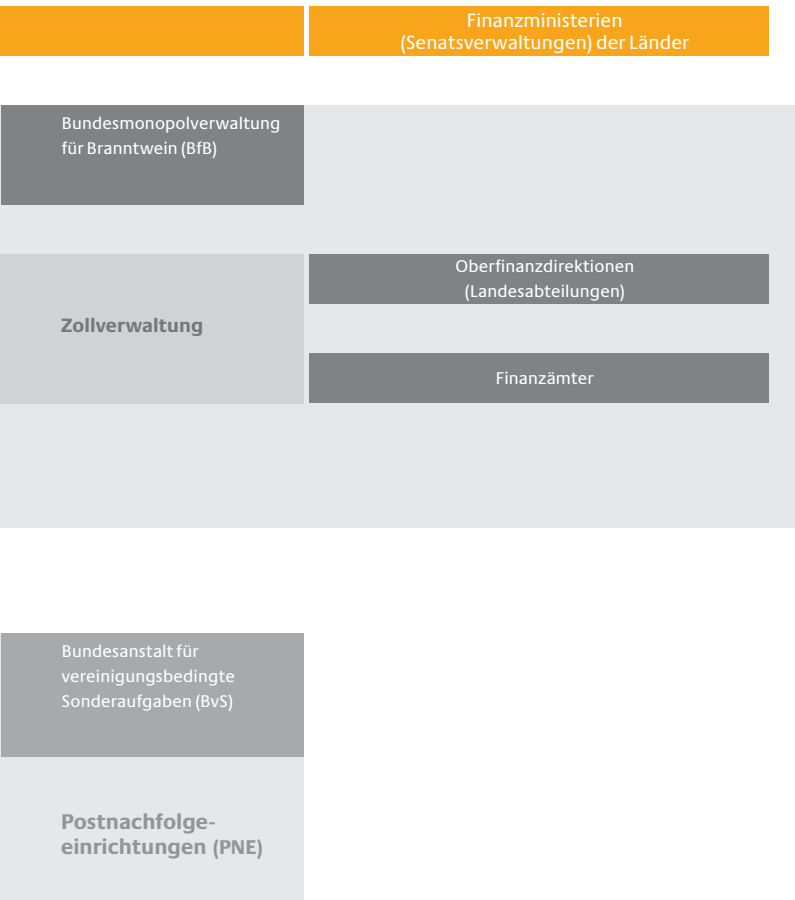 Finanzministerien
(Senatsverwaltungen) der Länder
Bundesmonopolverwaltung
für Branntwein (BfB)
Oberfinanzdirektionen
(Landesabteilungen)
Zollverwaltung
Finanzämter
Bundesanstalt für
vereinigungsbedingte
Sonderaufgaben (BvS)
Postnachfolge-
einrichtungen (PNE)